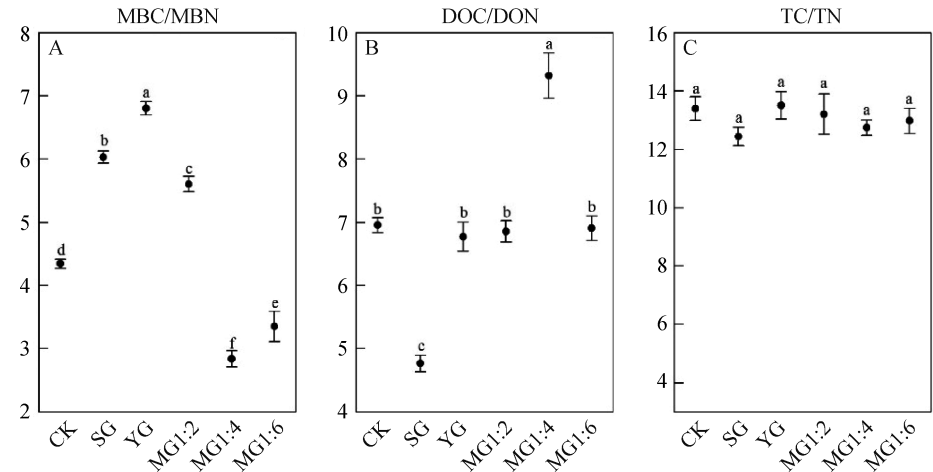 MBC/MBN
A
8
7
6
5
4
3
2
d
b
a
c
f
e
CK
SG
YG
MG1:2
MG1:4
MG1:6
DOC/DON
B
10
9
8
7
6
5
4
b
c
b
b
a
b
CK
SG
YG
MG1:2
MG1:4
MG1:6
TC/TN
C
16
14
12
10
8
6
4
a
a
a
a
a
a
CK
SG
YG
MG1:2
MG1:4
MG1:6